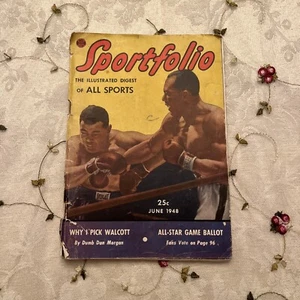 Sportfolio
THE ILLUSTRATED DIGEST
OF ALL SPORTS
25c
JUNE 1948
WHY I PICK WALCOTT
By Dumb Dan Morgan
ALL-STAR GAME BALLOT
Take Vote on Page 96